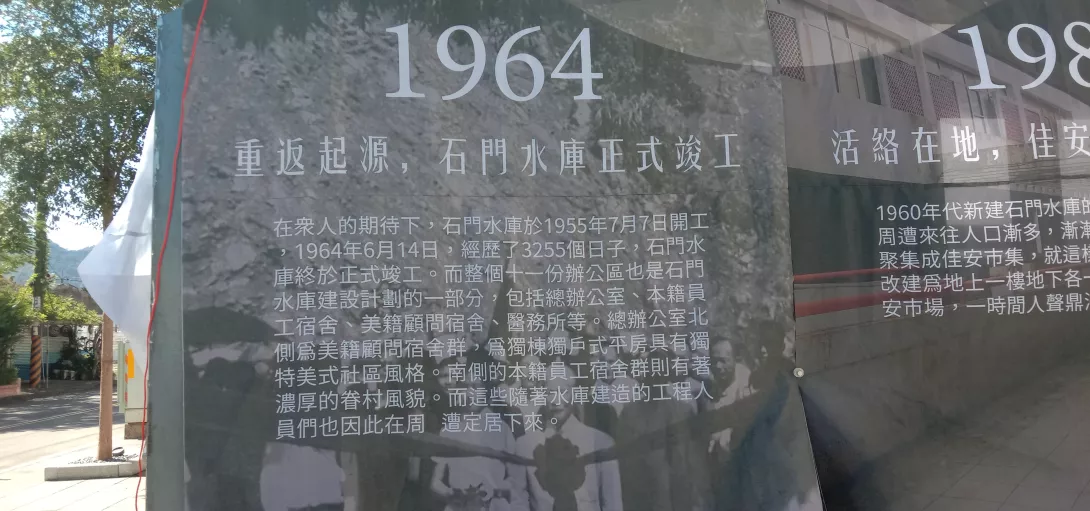 1964
重返起源，石門水庫正式竣工
在眾人的期待下，石門水庫於1955年7月7日開工
，1964年6月14日，經歷了3255個日子，石門水
庫終於正式竣工。而整個十一份辦公區也是石門
水庫建設計劃的一部分，包括總辦公室、本籍員
工宿舍、美籍顧問宿舍、醫務所等。總辦公室北
側為美籍顧問宿舍群，為獨棟獨戶式平房具有獨
特美式社區風格。南側的本籍員工宿舍群則有著
濃厚的眷村風貌。而這些隨著水庫建造的工程人
員們也因此在周 遭定居下來。
198
活絡在地，佳安
1960年代新建石門水庫的
周遭來往人口漸多，漸漸
聚集成佳安市集，就這樣
改建為地上一樓地下各
安市場，一時間人聲鼎